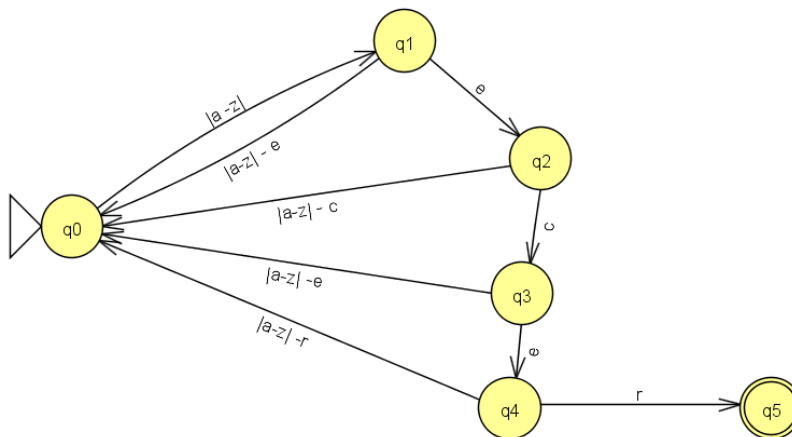 q1
|a -z|
e
|a-z| - e
q2
|a-z| - c
q0
c
|a-z| -e
q3
|a-z| -r
e
r
q4
q5